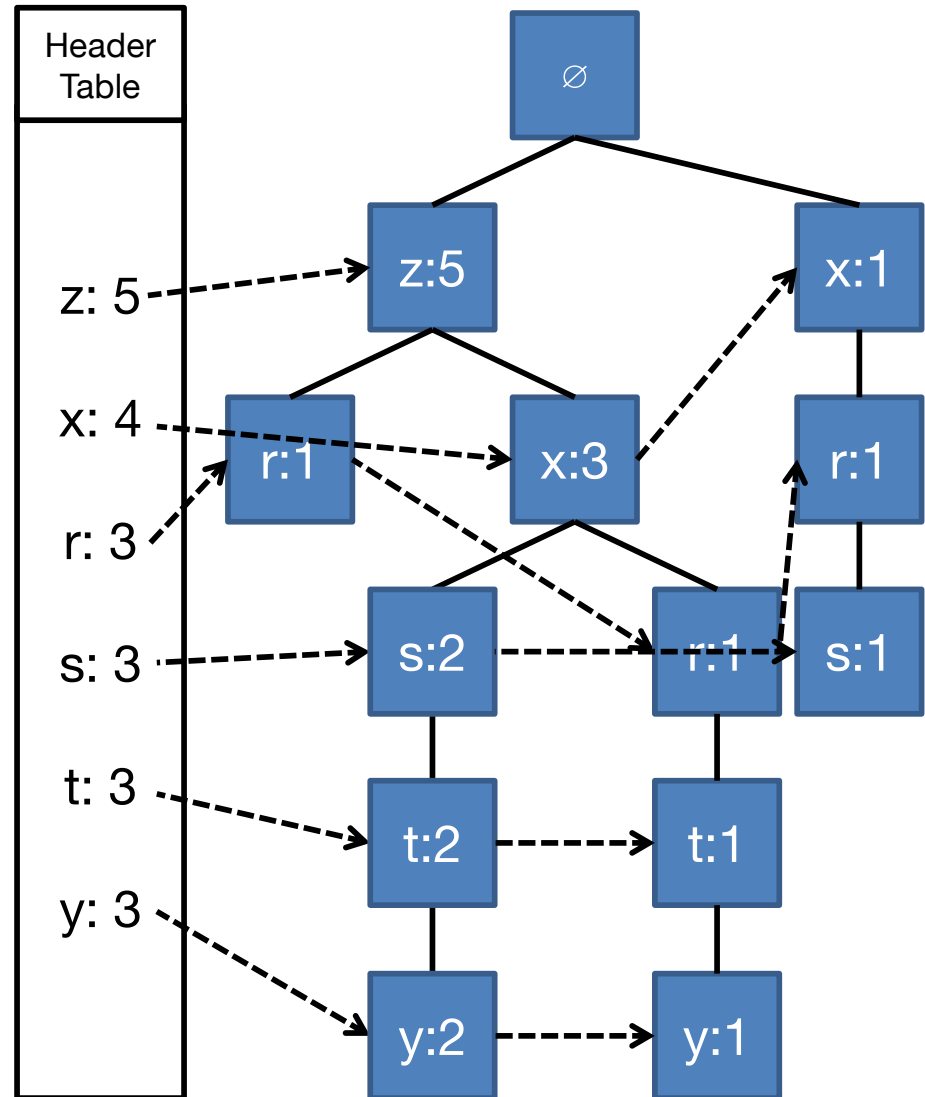 Header
Table
∅
z:5
x:1
z: 5
x: 4
r:1
x:3
r:1
r: 3
s: 3
s:2
r:1
s:1
t: 3
t:2
t:1
y: 3
y:2
y:1